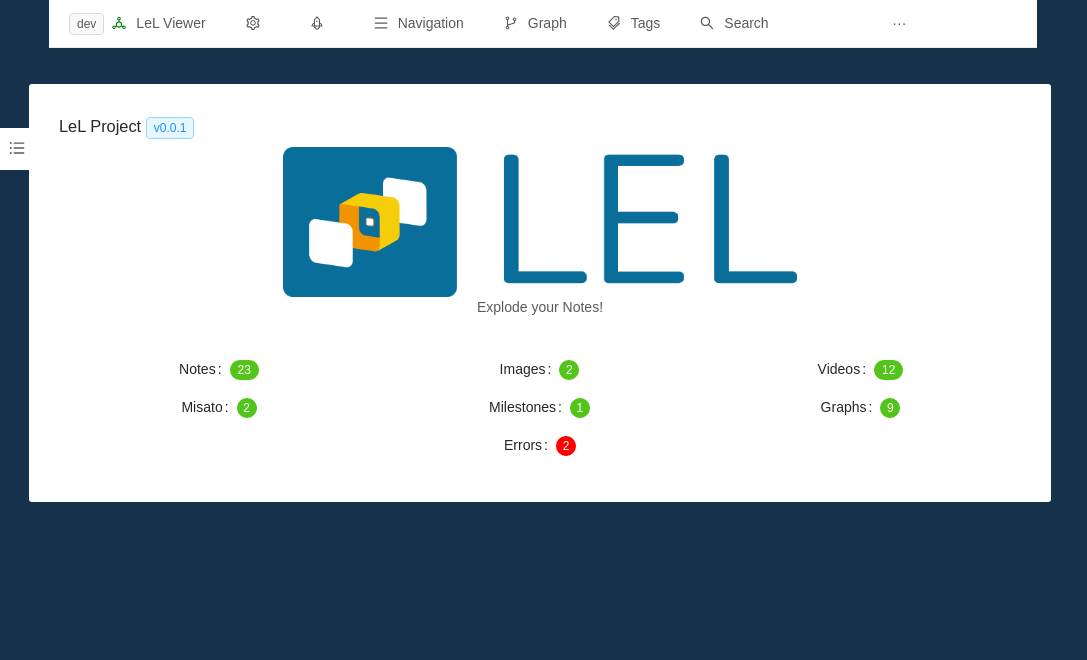 dev LeL Viewer Navigation Graph Tags Search ...
LeL Project v0.0.1
LEL
Explode your Notes!
Notes: 23 Images: 2 Videos: 12
Misato: 2 Milestones: 1 Graphs: 9
Errors: 2